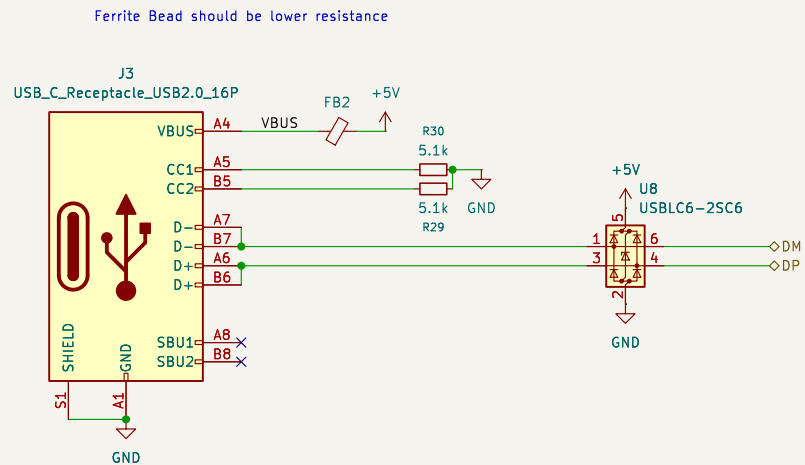 Ferrite Bead should be lower resistance
J3
USB_C_Receptacle_USB2.0_16P
FB2
+5V
VBUS
A4
VBUS
R30
5.1k
CC1
A5
CC2
B5
5.1k
R29
GND
+5V
U8
USBLC6-2SC6
D-
A7
D-
B7
D+
A6
D+
B6
5
1
6
3
4
2
DM
DP
GND
SBU1
A8
SBU2
B8
SHIELD
GND
S1
A1
GND